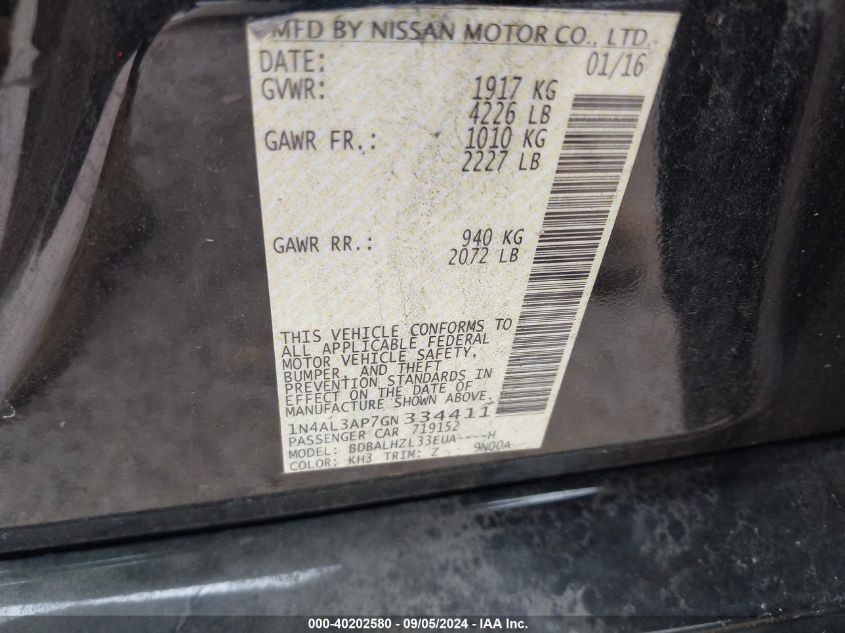 MFD BY NISSAN MOTOR CO., LTD.
DATE: 01/16
GVWR: 1917 KG
4226 LB
GAWR FR.: 1010 KG
2227 LB
GAWR RR.: 940 KG
2072 LB
THIS VEHICLE CONFORMS TO
ALL APPLICABLE FEDERAL
MOTOR VEHICLE SAFETY,
BUMPER, AND THEFT
PREVENTION STANDARDS IN
EFFECT ON THE DATE OF
MANUFACTURE SHOWN ABOVE.
1N4AL3AP7GN334411
PASSENGER CAR 719152
MODEL: BDBALHZL33EUA----H
COLOR: KH3 TRIM: Z 9NQOA
000-40202580 - 09/05/2024 - IAA Inc.